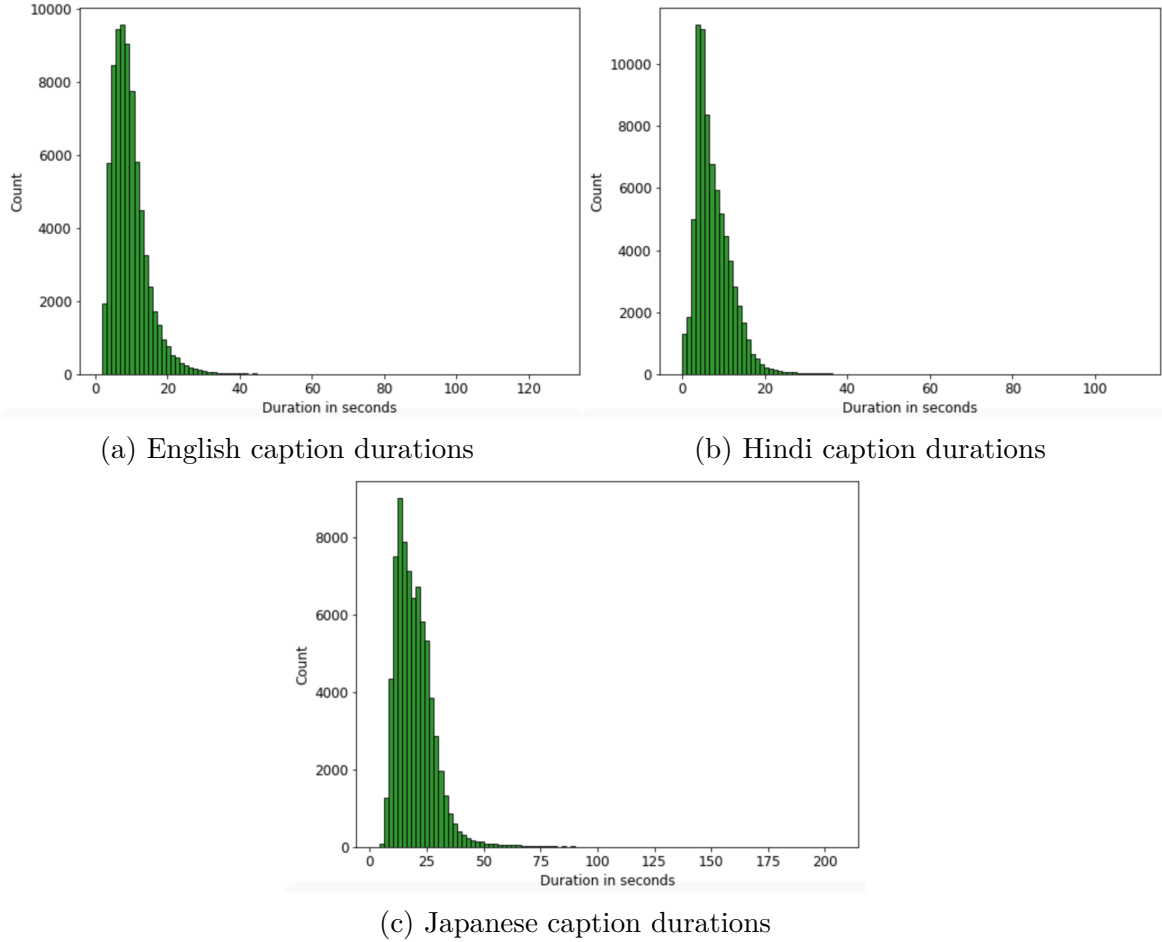 10000
8000
6000
4000
2000
0
Count
0 20 40 60 80 100 120
Duration in seconds
(a) English caption durations
10000
8000
6000
4000
2000
0
Count
0 20 40 60 80 100
Duration in seconds
(b) Hindi caption durations
8000
6000
4000
2000
0
Count
0 25 50 75 100 125 150 175 200
Duration in seconds
(c) Japanese caption durations